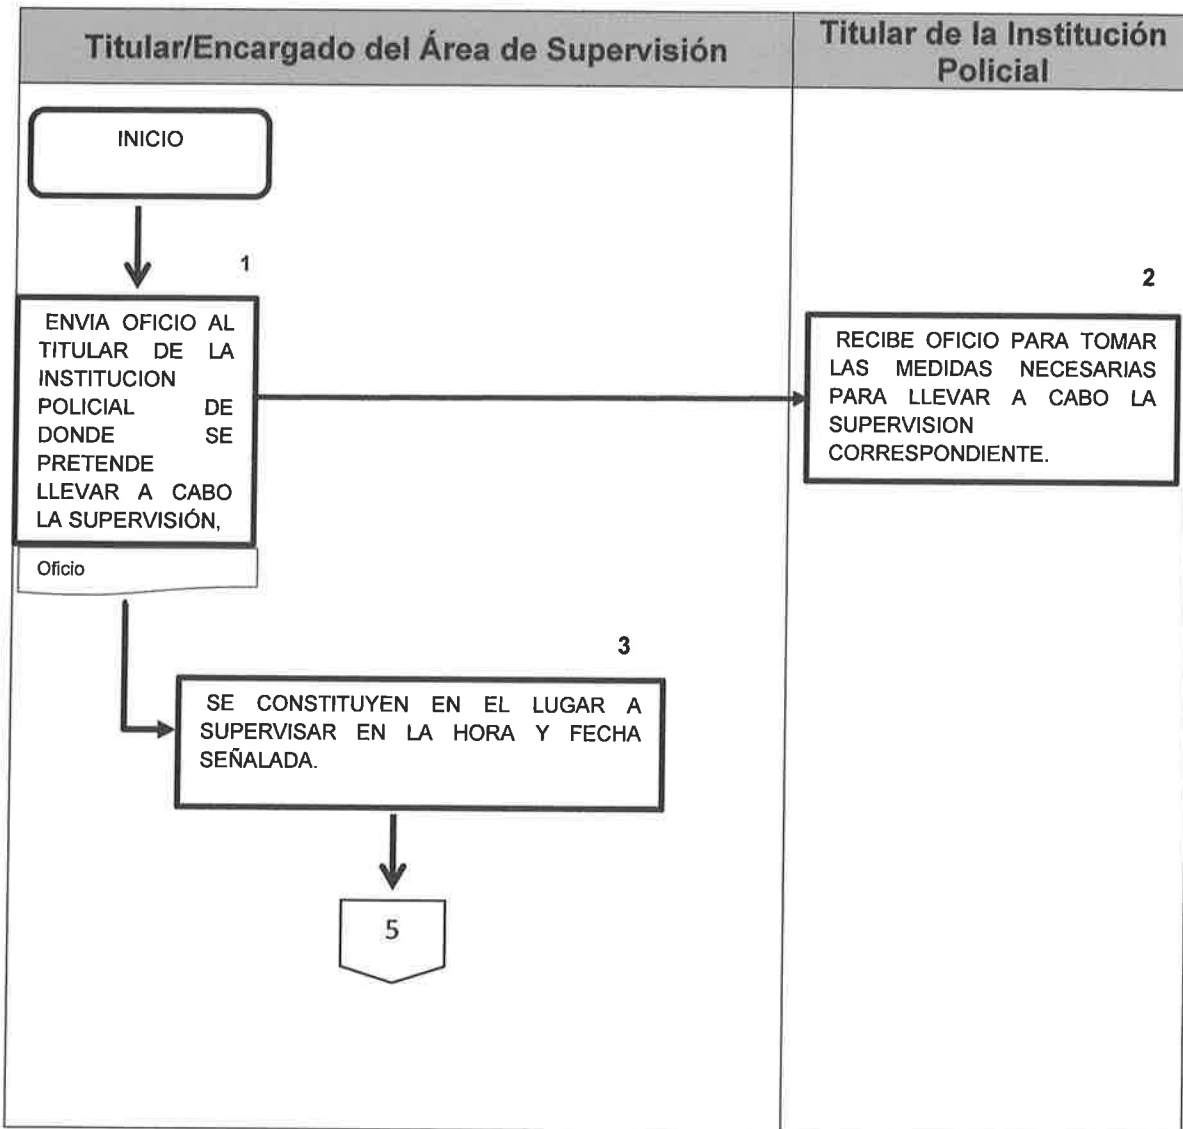 Titular/Encargado del Área de Supervisión
Titular de la Institución
Policial
INICIO
1
ENVIA OFICIO AL
TITULAR DE LA
INSTITUCION
POLICIAL DE
DONDE SE
PRETENDE
LLEVAR A CABO
LA SUPERVISIÓN,
Oficio
2
RECIBE OFICIO PARA TOMAR
LAS MEDIDAS NECESARIAS
PARA LLEVAR A CABO LA
SUPERVISION
CORRESPONDIENTE.
3
SE CONSTITUYEN EN EL LUGAR A
SUPERVISAR EN LA HORA Y FECHA
SEÑALADA.
5